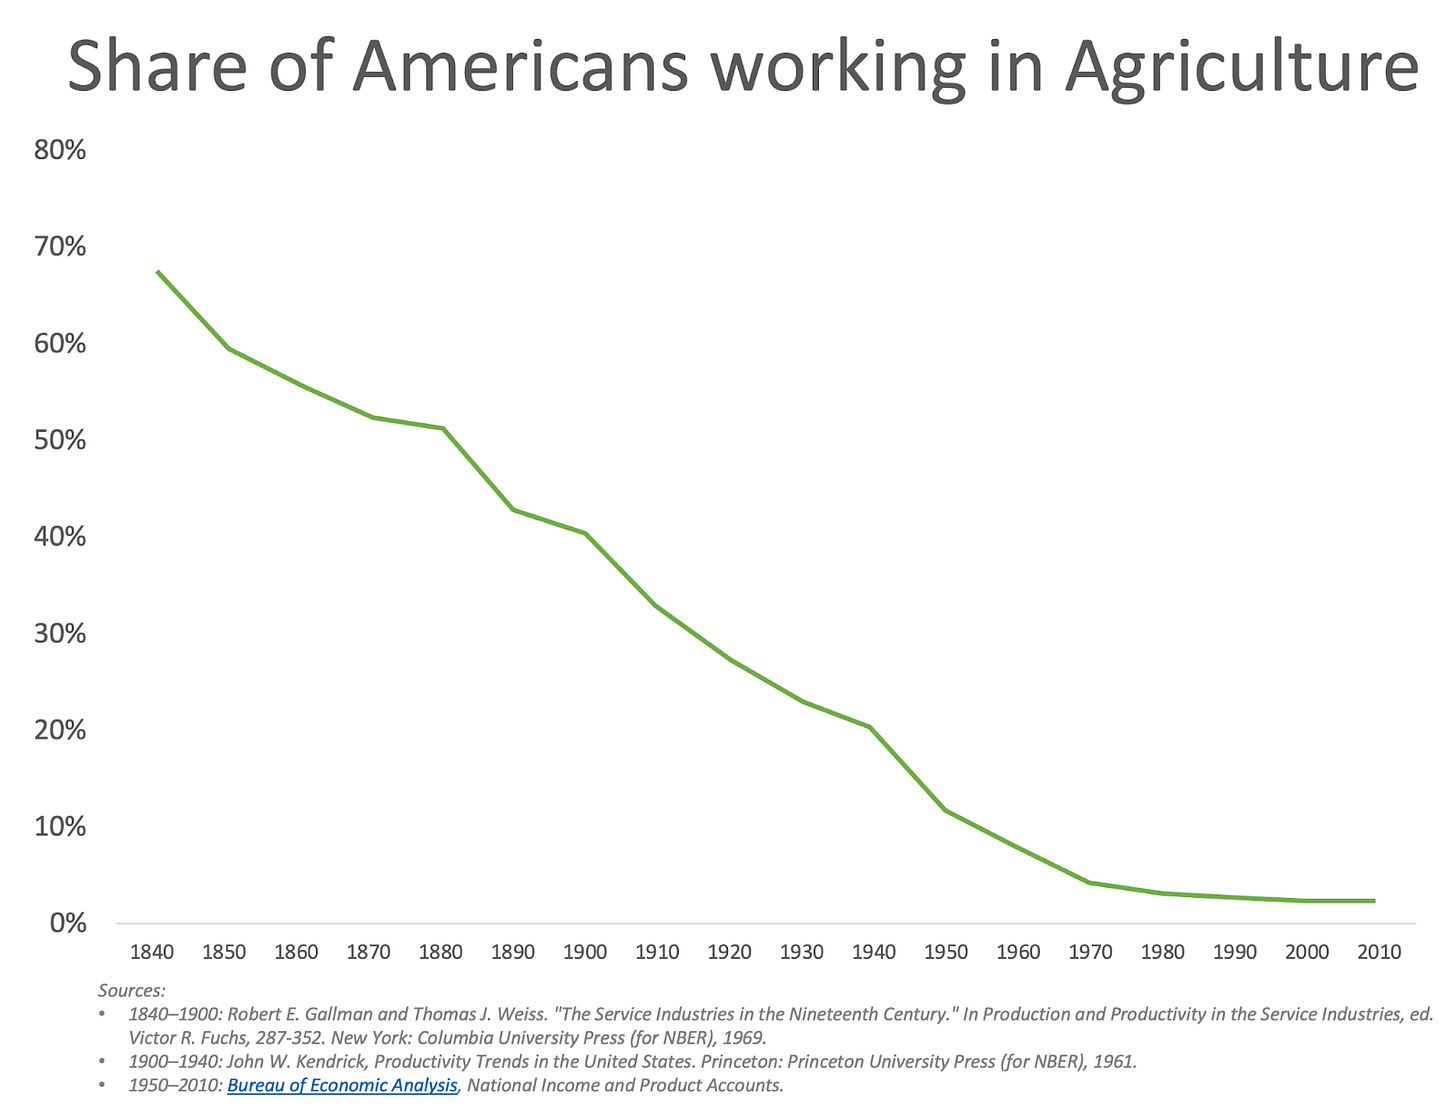 Share of Americans working in Agriculture
80%
70%
60%
50%
40%
30%
20%
10%
0%
1840 1850 1860 1870 1880 1890 1900 1910 1920 1930 1940 1950 1960 1970 1980 1990 2000 2010
Sources:
• 1840–1900: Robert E. Gallman and Thomas J. Weiss. "The Service Industries in the Nineteenth Century." In Production and Productivity in the Service Industries, ed.
Victor R. Fuchs, 287-352. New York: Columbia University Press (for NBER), 1969.
• 1900–1940: John W. Kendrick, Productivity Trends in the United States. Princeton: Princeton University Press (for NBER), 1961.
• 1950–2010: Bureau of Economic Analysis, National Income and Product Accounts.